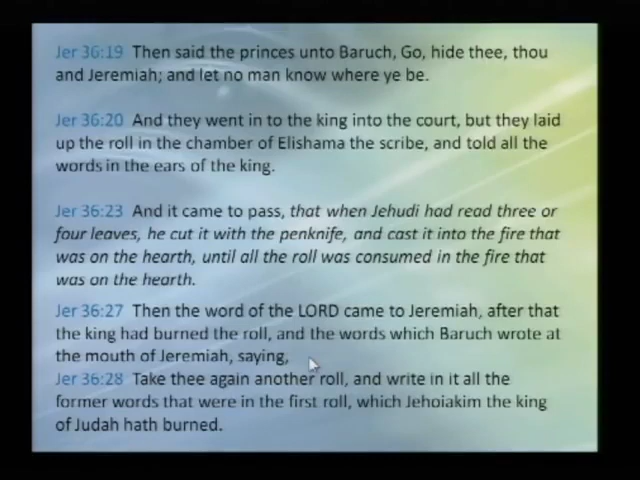 Jer 36:19 Then said the princes unto Baruch, Go, hide thee, thou
and Jeremiah; and let no man know where ye be.
Jer 36:20 And they went in to the king into the court, but they laid
up the roll in the chamber of Elishama the scribe, and told all the
words in the ears of the king.
Jer 36:23 And it came to pass, that when Jehudi had read three or
four leaves, he cut it with the penknife, and cast it into the fire that
was on the hearth, until all the roll was consumed in the fire that
was on the hearth.
Jer 36:27 Then the word of the LORD came to Jeremiah, after that
the king had burned the roll, and the words which Baruch wrote at
the mouth of Jeremiah, saying,
Jer 36:28 Take thee again another roll, and write in it all the
former words that were in the first roll, which Jehoiakim the king
of Judah hath burned.